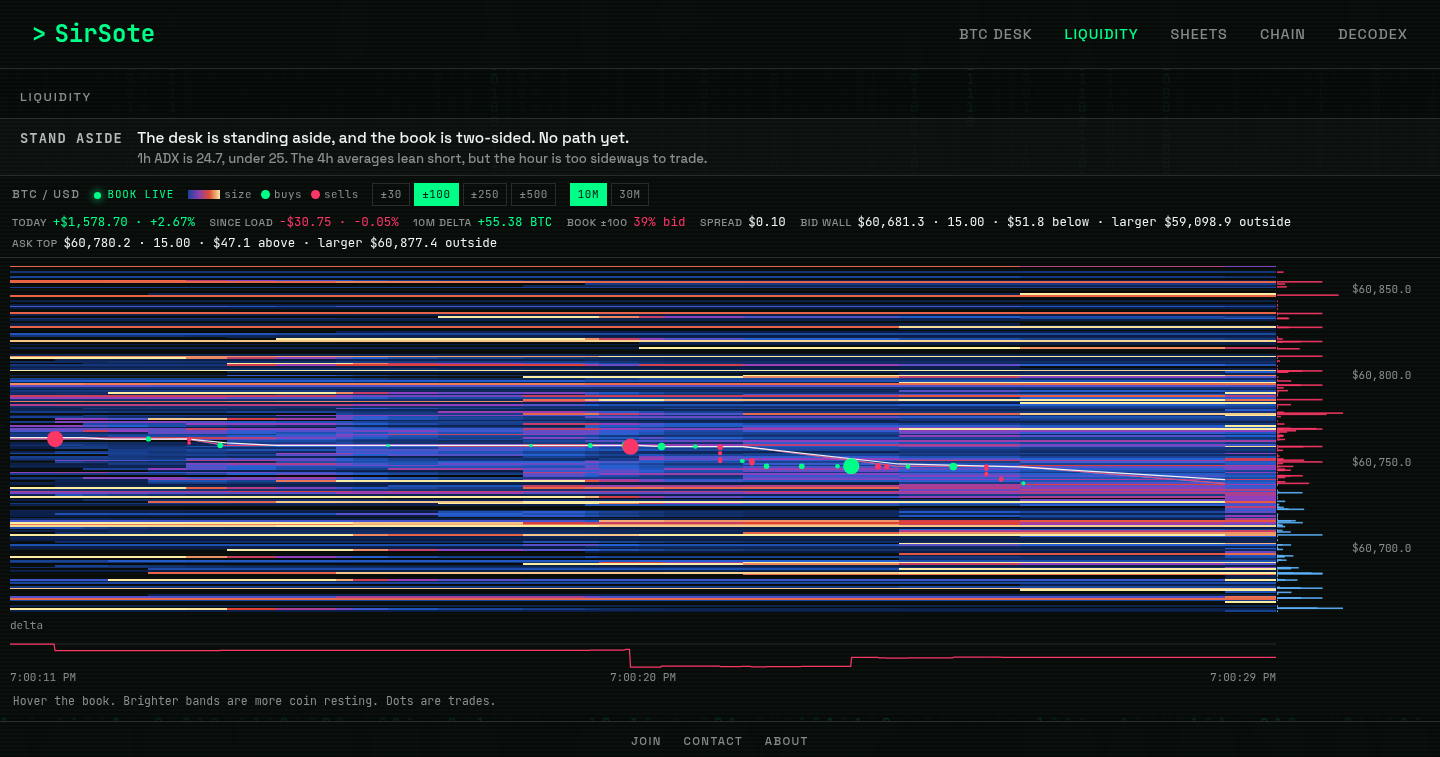 > SirSote
BTC DESK LIQUIDITY SHEETS CHAIN DECODEX
LIQUIDITY
STAND ASIDE The desk is standing aside, and the book is two-sided. No path yet.
1h ADX is 24.7, under 25. The 4h averages lean short, but the hour is too sideways to trade.
BTC / USD BOOK LIVE size buys sells ±30 ±100 ±250 ±500 10M 30M
TODAY +$1,578.70 · +2.67% SINCE LOAD -$30.75 · -0.05% 10M DELTA +55.38 BTC BOOK ±100 39% bid SPREAD $0.10 BID WALL $60,681.3 · 15.00 · $51.8 below · larger $59,098.9 outside
ASK TOP $60,780.2 · 15.00 · $47.1 above · larger $60,877.4 outside
$60,850.0
$60,800.0
$60,750.0
$60,700.0
delta
7:00:11 PM 7:00:20 PM 7:00:29 PM
Hover the book. Brighter bands are more coin resting. Dots are trades.
JOIN CONTACT ABOUT